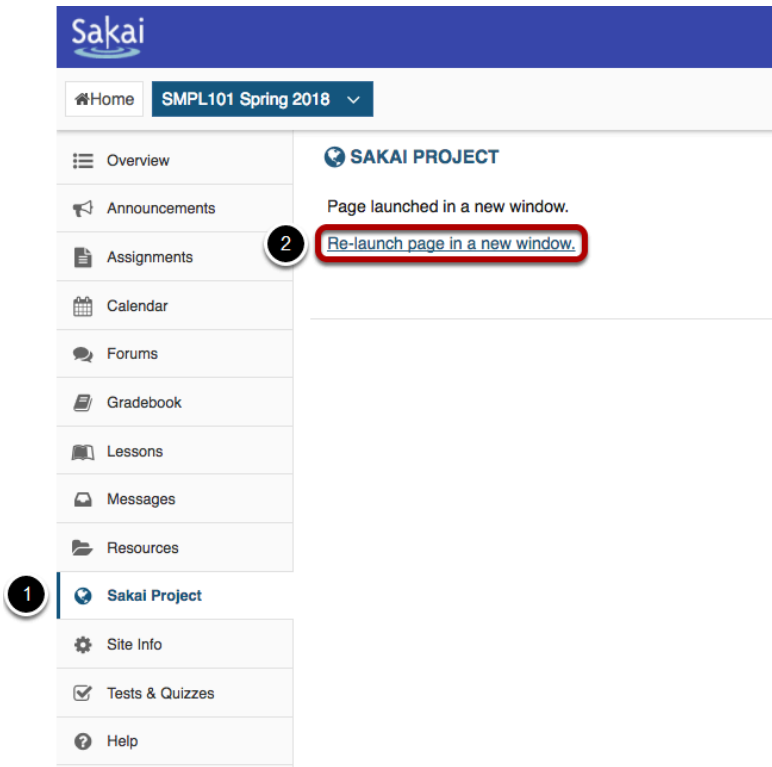 Sakai
Home
SMPL101 Spring 2018
Overview
Announcements
Assignments
Calendar
Forums
Gradebook
Lessons
Messages
Resources
1
Sakai Project
Site Info
Tests & Quizzes
Help
SAKAI PROJECT
Page launched in a new window.
2
Re-launch page in a new window.